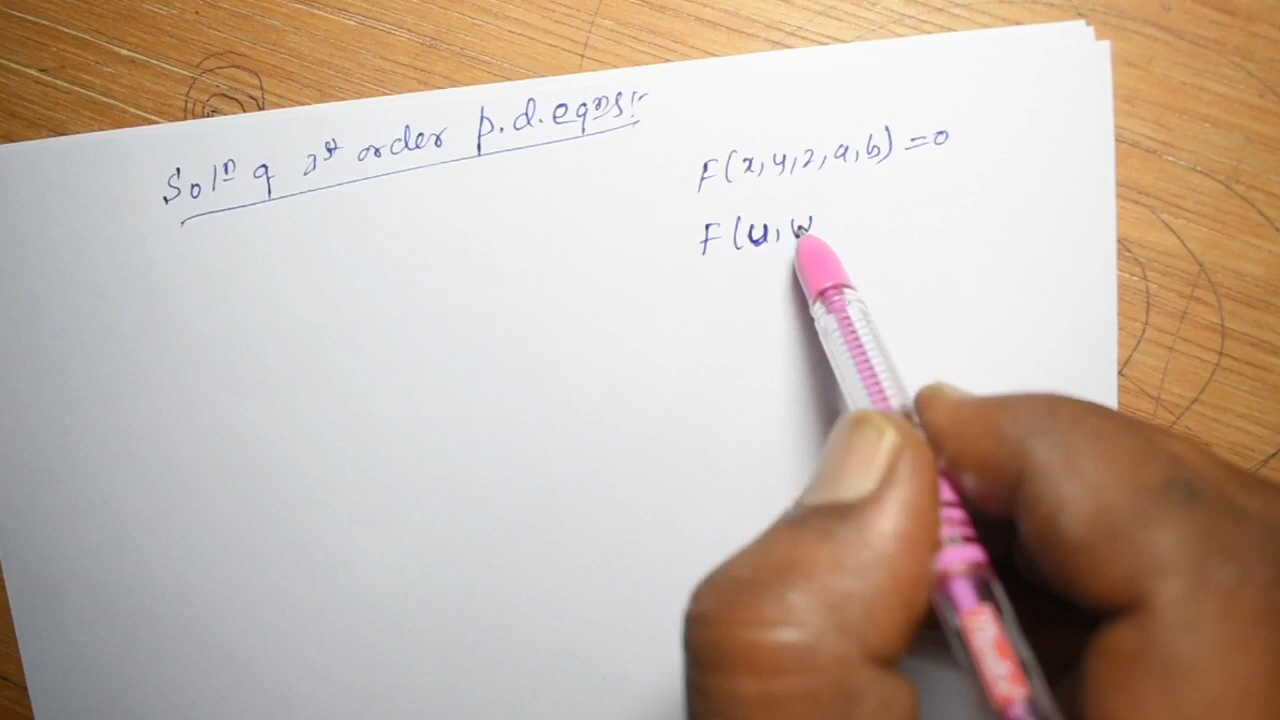 Soln of 1st order p.d.eqns:-
F(x,y,z,a,b) =0
F(u,v